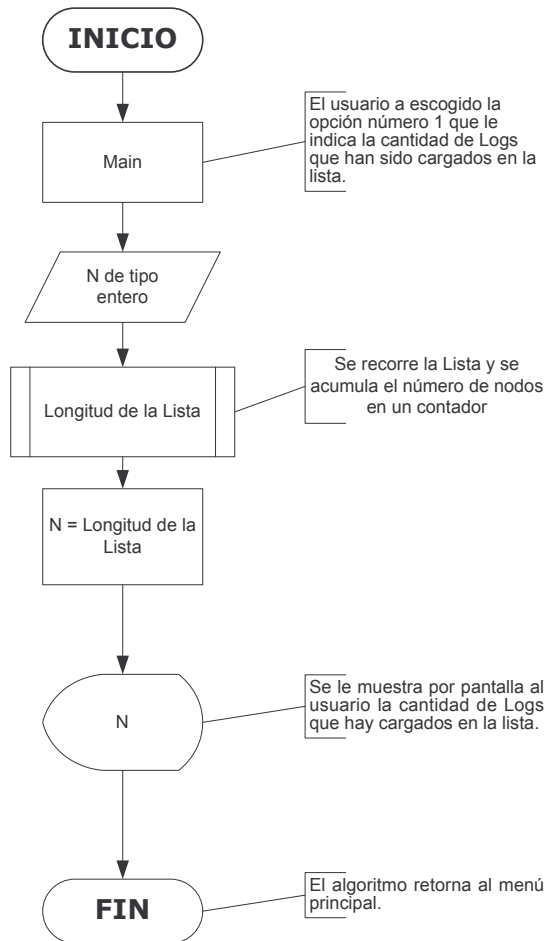 INICIO
El usuario a escogido la
opción número 1 que le
indica la cantidad de Logs
que han sido cargados en la
lista.
Main
N de tipo
entero
Se recorre la Lista y se
acumula el número de nodos
en un contador
Longitud de la Lista
N = Longitud de la
Lista
Se le muestra por pantalla al
usuario la cantidad de Logs
que hay cargados en la lista.
N
El algoritmo retorna al menú
principal.
FIN